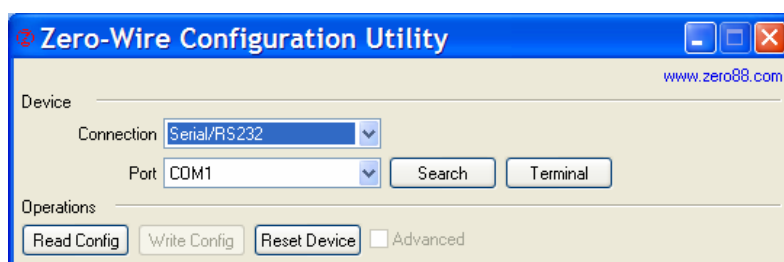 Zero-Wire Configuration Utility
www.zero88.com
Device
Connection Serial/RS232
Port COM1 Search Terminal
Operations
Read Config Write Config Reset Device Advanced